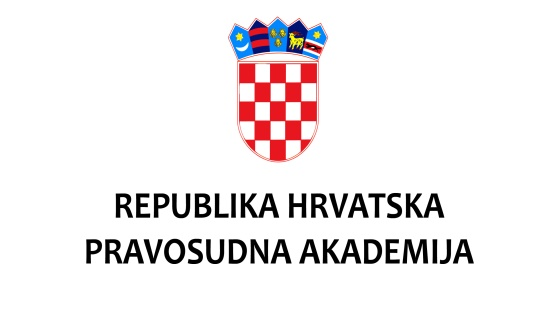 REPUBLIKA HRVATSKA
PRAVOSUDNA AKADEMIJA